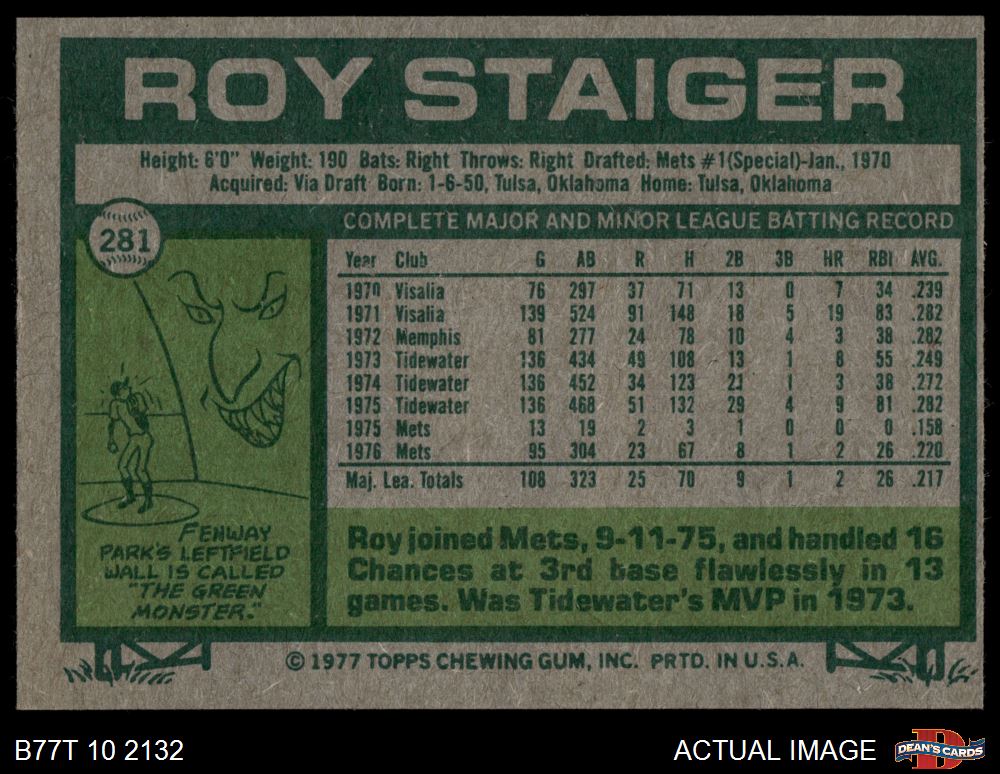 ROY STAIGER
Height: 6'0" Weight: 190 Bats: Right Throws: Right Drafted: Mets #1(Special)-Jan., 1970
Acquired: Via Draft Born: 1-6-50, Tulsa, Oklahoma Home: Tulsa, Oklahoma
281
COMPLETE MAJOR AND MINOR LEAGUE BATTING RECORD
Year Club G AB R H 2B 3B HR RBI AVG.
1970 Visalia 76 297 37 71 13 0 7 34 .239
1971 Visalia 139 524 91 148 18 5 19 83 .282
1972 Memphis 81 277 24 78 10 4 3 38 .282
1973 Tidewater 136 434 49 108 13 1 8 55 .249
1974 Tidewater 136 452 34 123 21 1 3 38 .272
1975 Tidewater 136 468 51 132 29 4 9 81 .282
1975 Mets 13 19 2 3 1 0 0 0 .158
1976 Mets 95 304 23 67 8 1 2 26 .220
Maj. Lea. Totals 108 323 25 70 9 1 2 26 .217
FENWAY
PARK'S LEFTFIELD
WALL IS CALLED
"THE GREEN
MONSTER."
Roy joined Mets, 9-11-75, and handled 16
Chances at 3rd base flawlessly in 13
games. Was Tidewater's MVP in 1973.
© 1977 TOPPS CHEWING GUM, INC. PRTD. IN U.S.A.
B77T 10 2132
ACTUAL IMAGE
DEAN'S CARDS